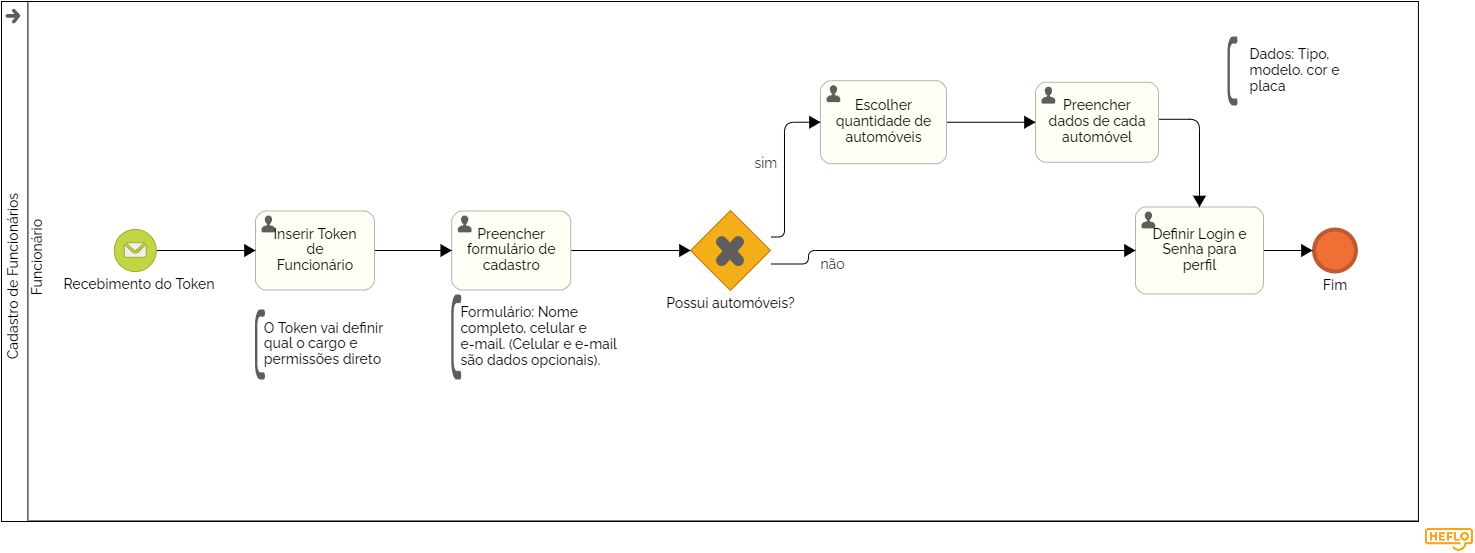 Cadastro de Funcionários
Funcionário
Recebimento do Token
Inserir Token
de
Funcionário
O Token vai definir
qual o cargo e
permissões direto
Preencher
formulário de
cadastro
Formulário: Nome
completo, celular e
e-mail. (Celular e e-mail
são dados opcionais).
Possui automóveis?
sim
não
Escolher
quantidade de
automóveis
Preencher
dados de cada
automóvel
Dados: Tipo,
modelo. cor e
placa
Definir Login e
Senha para
perfil
Fim
HEFLO